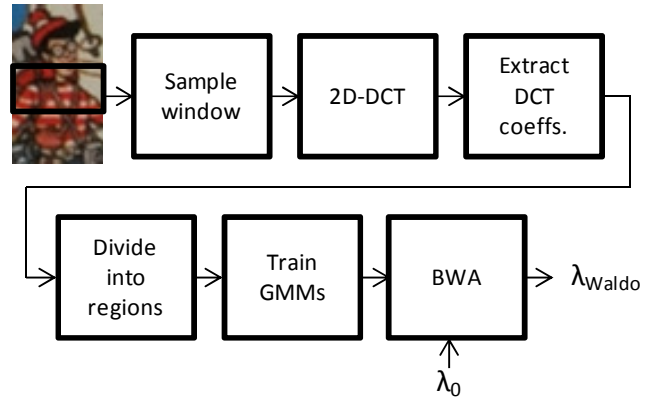 Sample
window
2D-DCT
Extract
DCT
coeffs.
Divide
into
regions
Train
GMMs
BWA
λWaldo
λ0